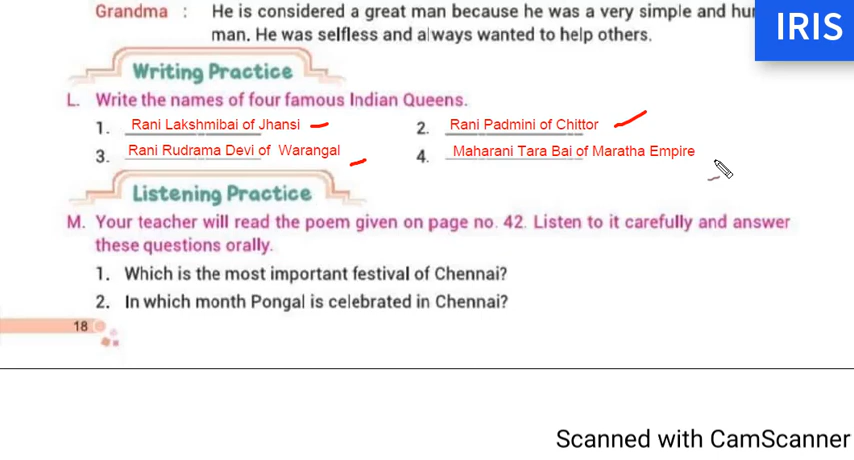 Grandma : He is considered a great man because he was a very simple and
man. He was selfless and always wanted to help others.
IRIS
Writing Practice
L. Write the names of four famous Indian Queens.
1. Rani Lakshmibai of Jhansi 2. Rani Padmini of Chittor
3. Rani Rudrama Devi of Warangal 4. Maharani Tara Bai of Maratha Empire
Listening Practice
M. Your teacher will read the poem given on page no. 42. Listen to it carefully and answer
these questions orally.
1. Which is the most important festival of Chennai?
2. In which month Pongal is celebrated in Chennai?
18
Scanned with CamScanner